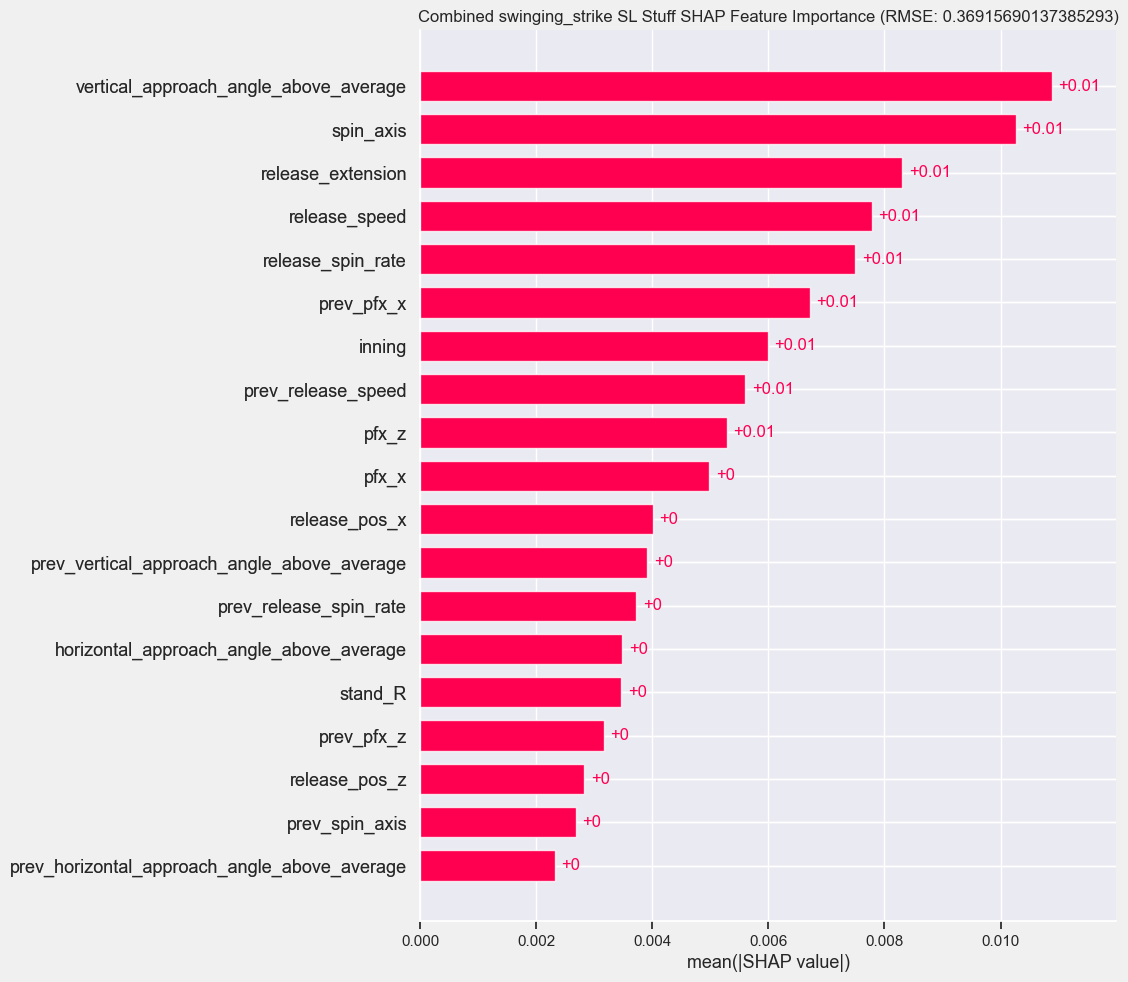 Combined swinging_strike SL Stuff SHAP Feature Importance (RMSE: 0.36915690137385293)
vertical_approach_angle_above_average +0.01
spin_axis +0.01
release_extension +0.01
release_speed +0.01
release_spin_rate +0.01
prev_pfx_x +0.01
inning +0.01
prev_release_speed +0.01
pfx_z +0.01
pfx_x +0
release_pos_x +0
prev_vertical_approach_angle_above_average +0
prev_release_spin_rate +0
horizontal_approach_angle_above_average +0
stand_R +0
prev_pfx_z +0
release_pos_z +0
prev_spin_axis +0
prev_horizontal_approach_angle_above_average +0
0.000 0.002 0.004 0.006 0.008 0.010
mean(|SHAP value|)